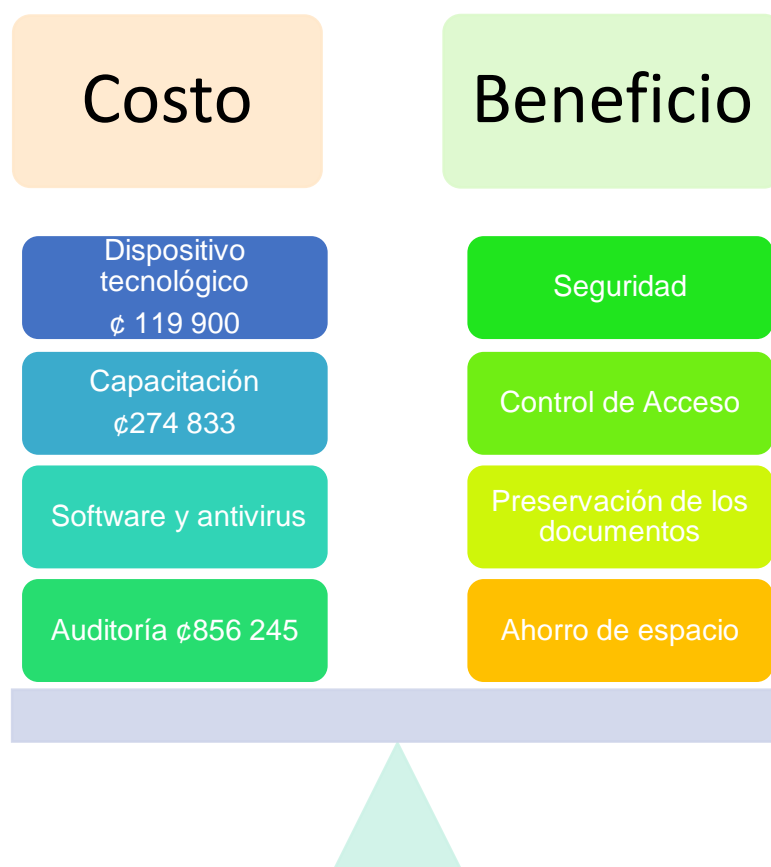 Costo
Beneficio
Dispositivo
tecnológico
¢ 119 900
Capacitación
¢274 833
Software y antivirus
Auditoría ¢856 245
Seguridad
Control de Acceso
Preservación de los
documentos
Ahorro de espacio